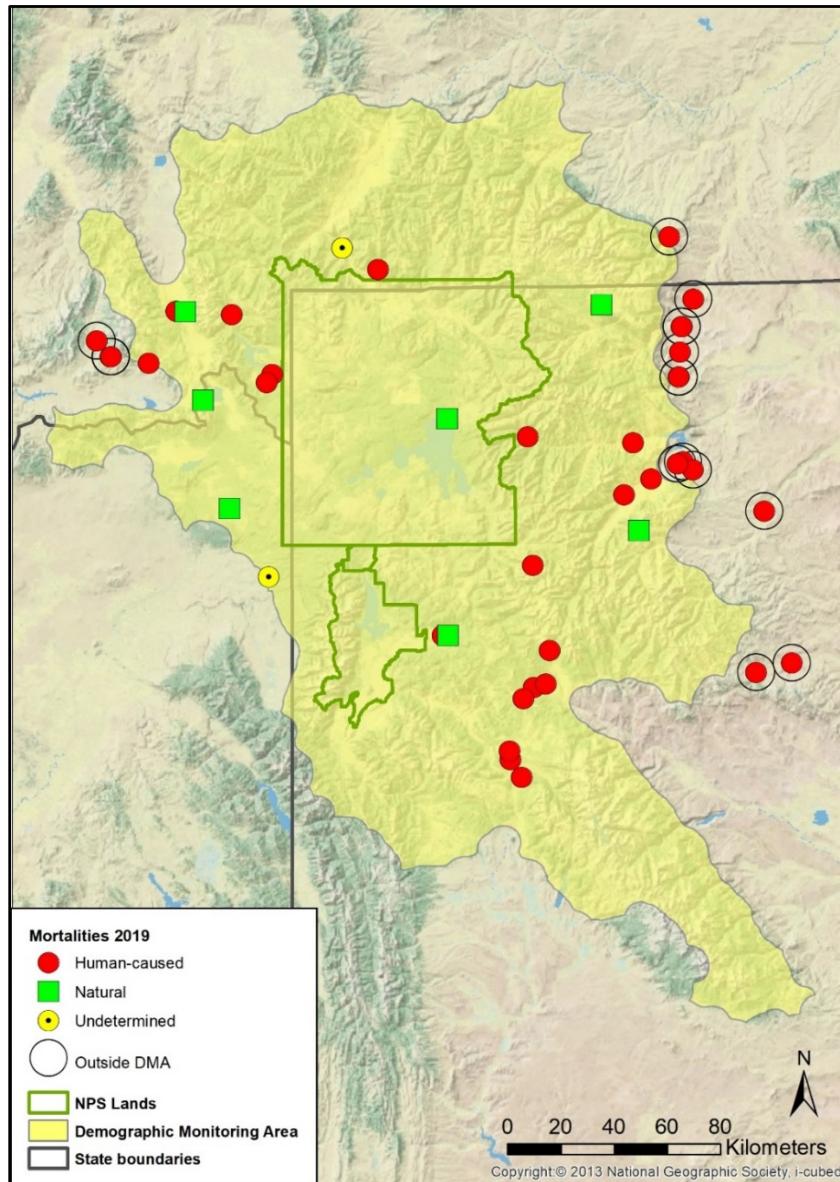 Mortalities 2019
Human-caused
Natural
Undetermined
Outside DMA
NPS Lands
Demographic Monitoring Area
State boundaries
N
0 20 40 60 80
Kilometers
Copyright:© 2013 National Geographic Society, i-cubed